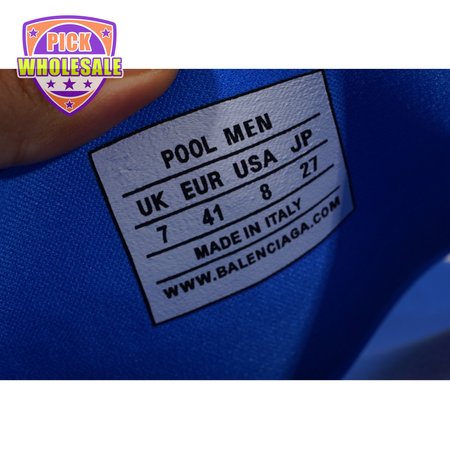 PICK
WHOLESALE
POOL MEN
UK EUR USA JP
7 41 8 27
MADE IN ITALY
WWW.BALENCIAGA.COM